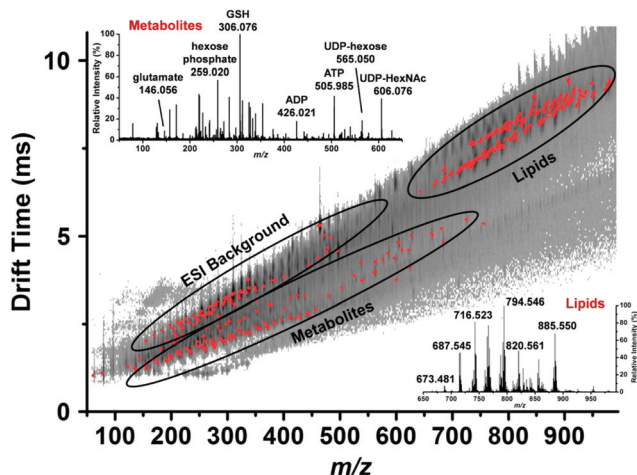 Metabolites
GSH
306.076
hexose
phosphate
259.020
glutamate
146.056
ADP
426.021
ATP
505.985
UDP-hexose
565.050
UDP-HexNAc
606.076
Relative Intensity (%)
100
80
60
40
20
0
100 200 300 400 500 600
m/z
Drift Time (ms)
10
5
0
ESI Background
Metabolites
Lipids
Lipids
673.481
687.545
716.523
794.546
820.561
885.550
Relative Intensity (%)
100
80
60
40
20
0
650 700 750 800 850 900 950
m/z
100 200 300 400 500 600 700 800 900
m/z